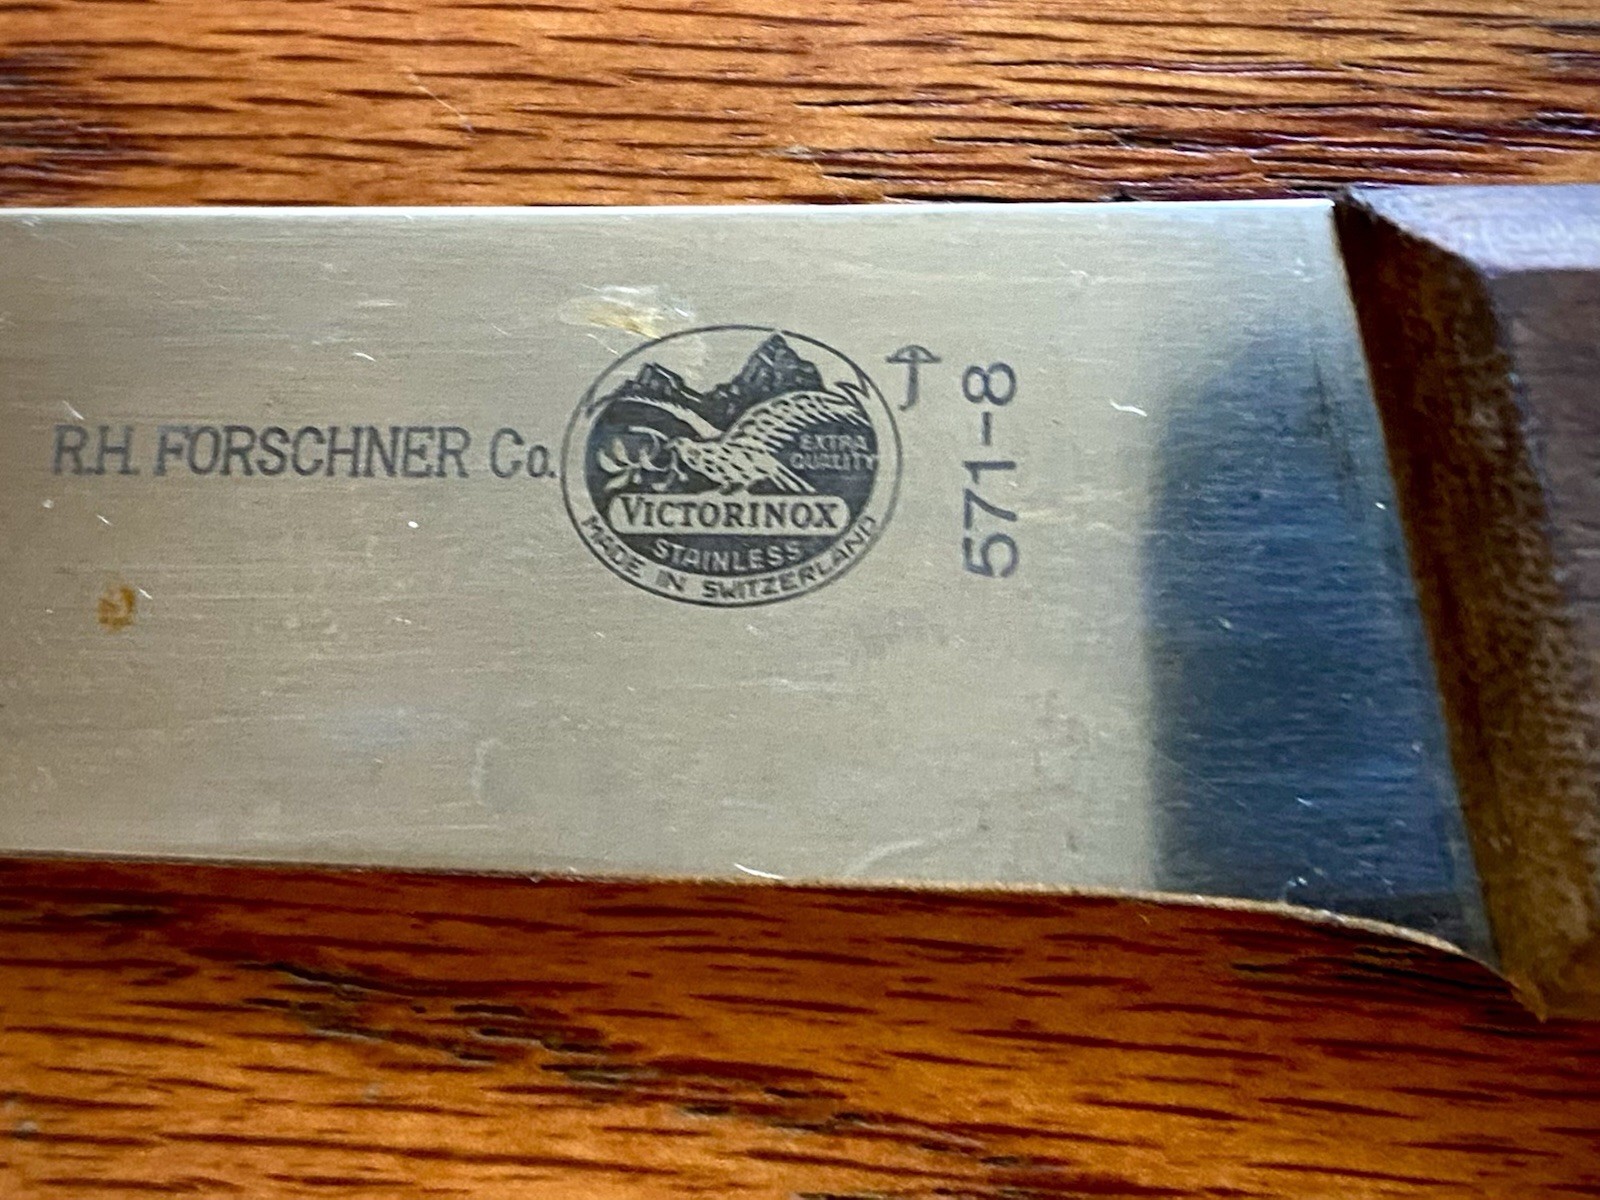 R.H. FORSCHNER Co.
EXTRA
QUALITY
VICTORINOX
STAINLESS
MADE IN SWITZERLAND
571-8